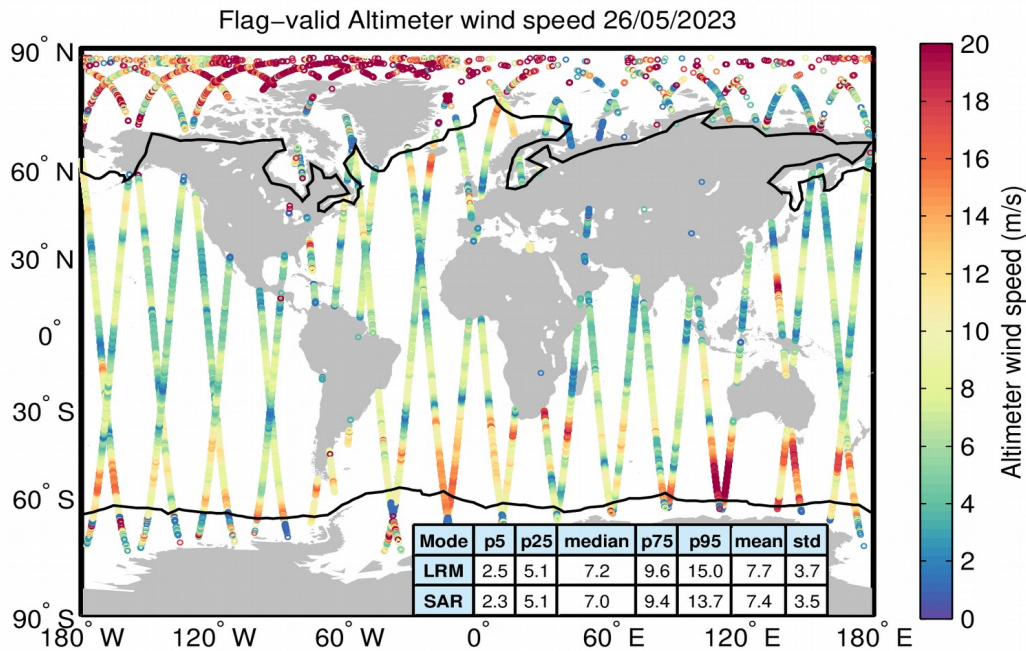 Flag−valid Altimeter wind speed 26/05/2023
90° N
60° N
30° N
0°
30° S
60° S
90° S
180° W
120° W
60° W
0°
60° E
120° E
180° E
Mode p5 p25 median p75 p95 mean std
LRM 2.5 5.1 7.2 9.6 15.0 7.7 3.7
SAR 2.3 5.1 7.0 9.4 13.7 7.4 3.5
20
18
16
14
12
10
8
6
4
2
0
Altimeter wind speed (m/s)